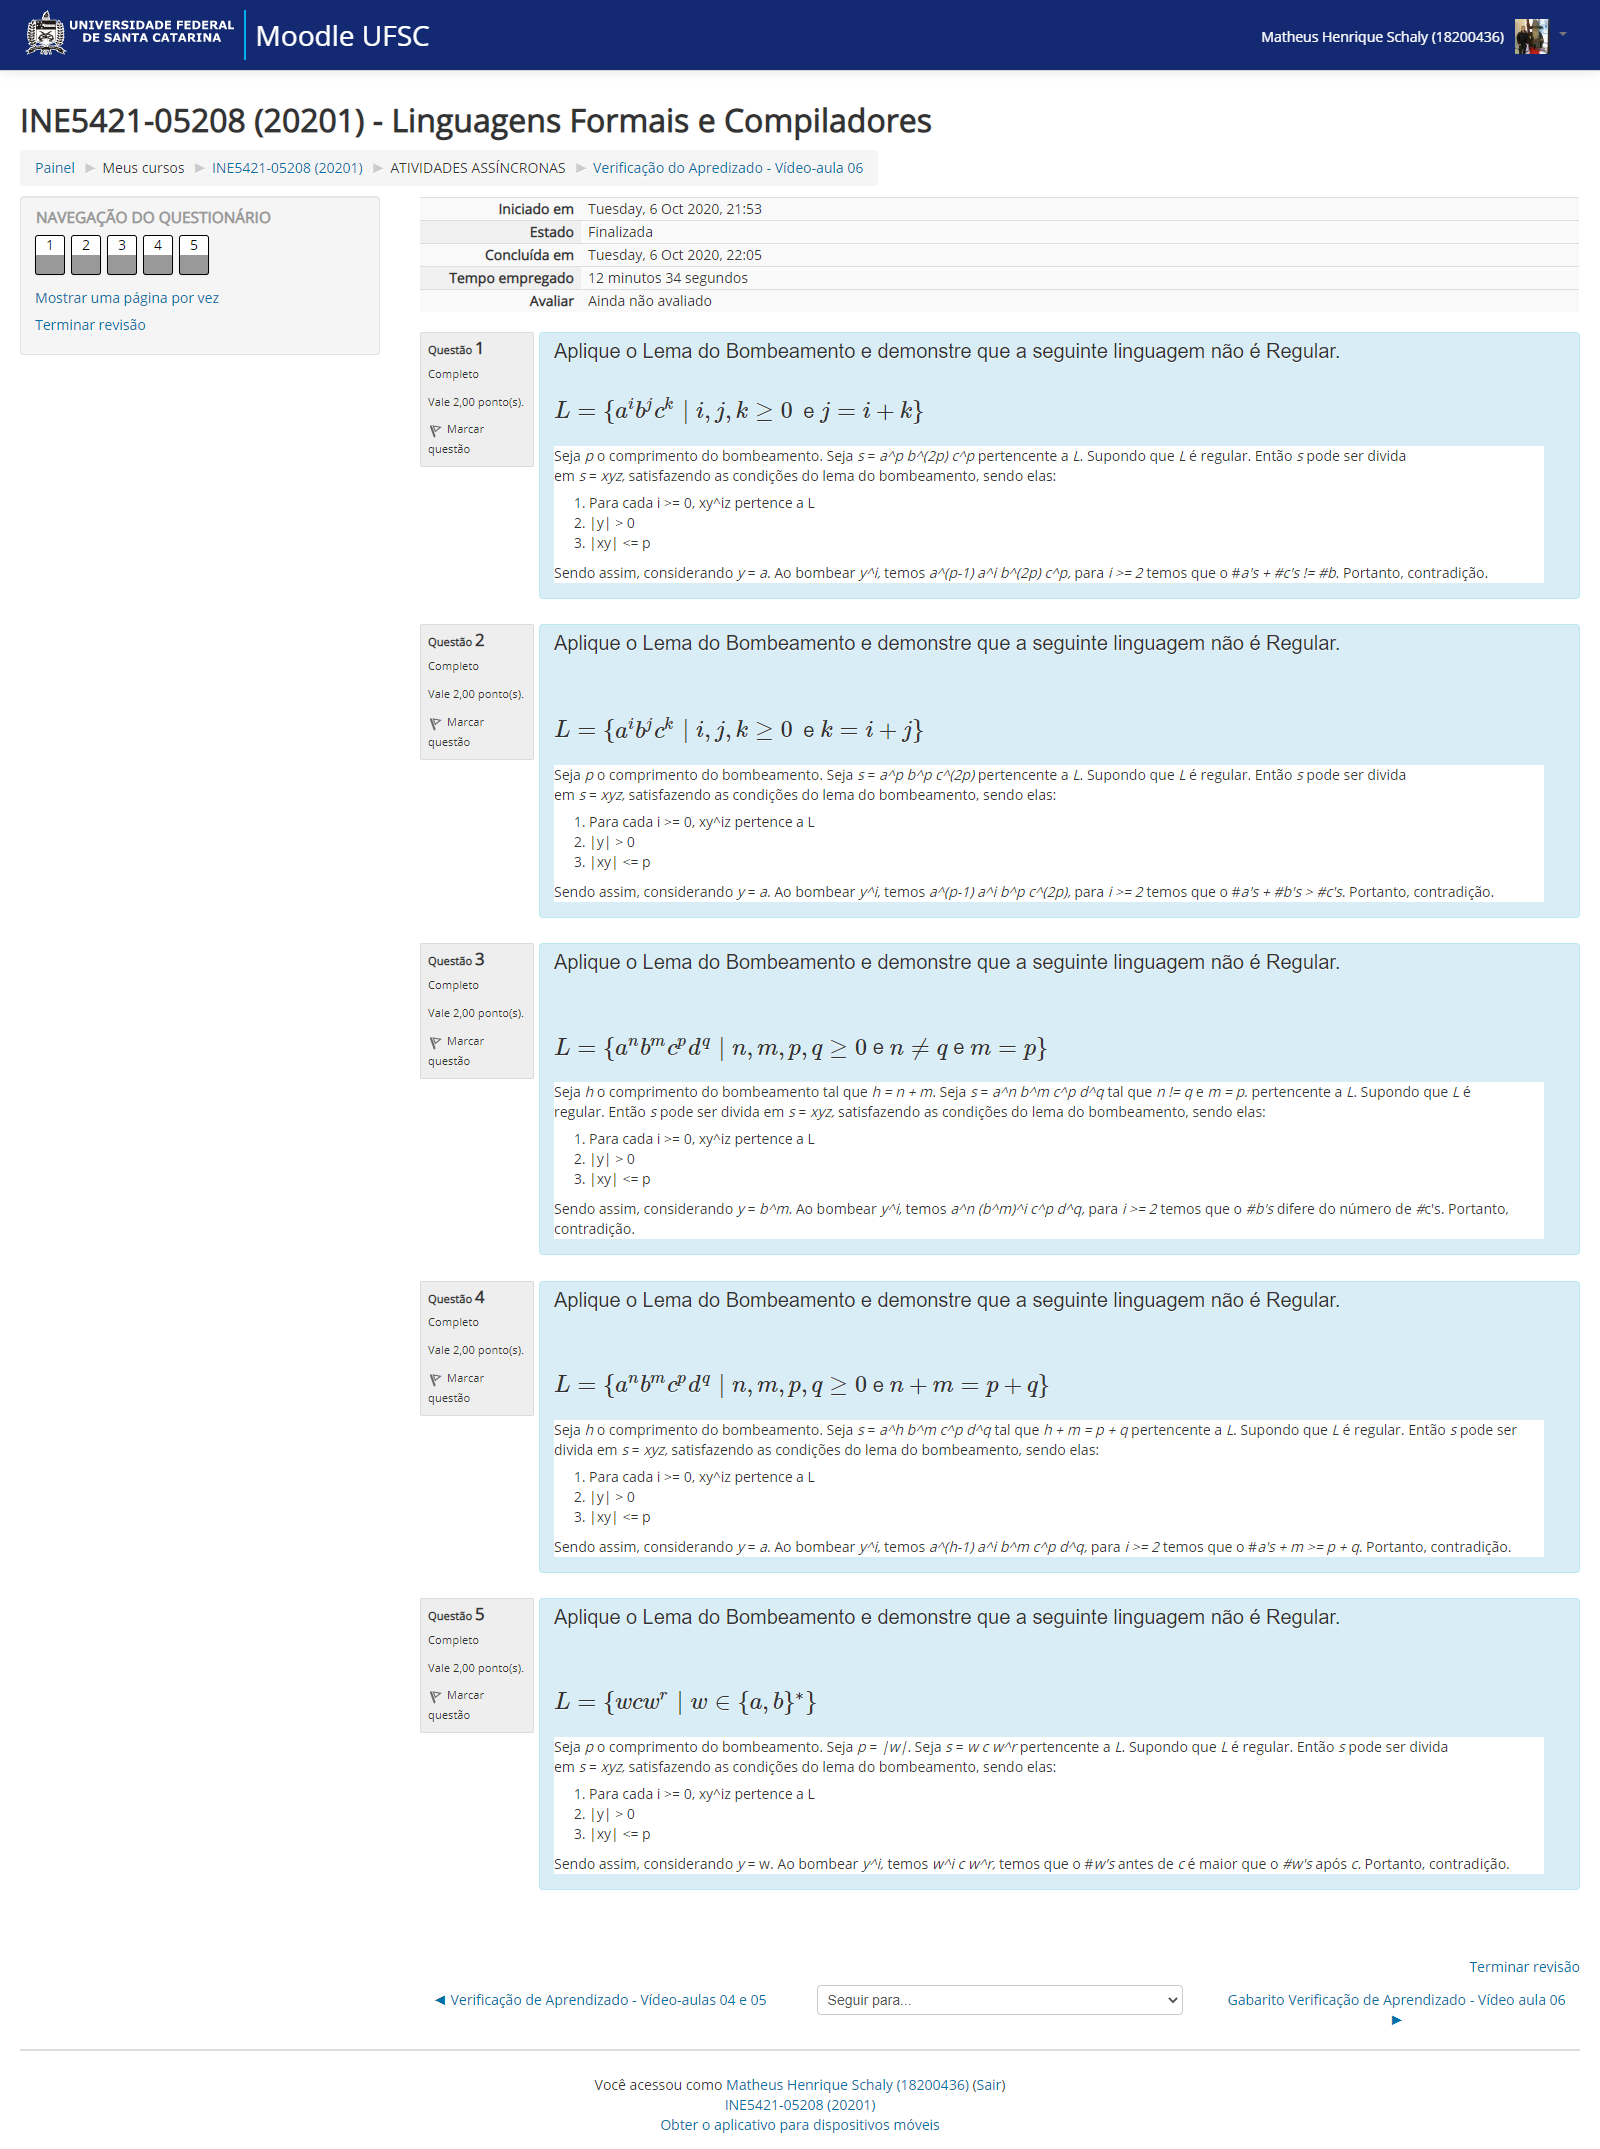 UNIVERSIDADE FEDERAL
DE SANTA CATARINA
Moodle UFSC
Matheus Henrique Schaly (18200436)
INE5421-05208 (20201) - Linguagens Formais e Compiladores
Painel ► Meus cursos ► INE5421-05208 (20201) ► ATIVIDADES ASSÍNCRONAS ► Verificação do Apredizado - Vídeo-aula 06
NAVEGAÇÃO DO QUESTIONÁRIO
1 2 3 4 5
Mostrar uma página por vez
Terminar revisão
Iniciado em Tuesday, 6 Oct 2020, 21:53
Estado Finalizada
Concluída em Tuesday, 6 Oct 2020, 22:05
Tempo empregado 12 minutos 34 segundos
Avaliar Ainda não avaliado
Questão 1
Completo
Vale 2,00 ponto(s).
Marcar
questão
Aplique o Lema do Bombeamento e demonstre que a seguinte linguagem não é Regular.
L = {a^i b^j c^k | i, j, k ≥ 0 e j = i + k}
Seja p o comprimento do bombeamento. Seja s = a^p b^(2p) c^p pertencente a L. Supondo que L é regular. Então s pode ser divida
em s = xyz, satisfazendo as condições do lema do bombeamento, sendo elas:
1. Para cada i >= 0, xy^iz pertence a L
2. |y| > 0
3. |xy| <= p
Sendo assim, considerando y = a. Ao bombear y^i, temos a^(p-1) a^i b^(2p) c^p, para i >= 2 temos que o #a's + #c's != #b. Portanto, contradição.
Questão 2
Completo
Vale 2,00 ponto(s).
Marcar
questão
Aplique o Lema do Bombeamento e demonstre que a seguinte linguagem não é Regular.
L = {a^i b^j c^k | i, j, k ≥ 0 e k = i + j}
Seja p o comprimento do bombeamento. Seja s = a^p b^p c^(2p) pertencente a L. Supondo que L é regular. Então s pode ser divida
em s = xyz, satisfazendo as condições do lema do bombeamento, sendo elas:
1. Para cada i >= 0, xy^iz pertence a L
2. |y| > 0
3. |xy| <= p
Sendo assim, considerando y = a. Ao bombear y^i, temos a^(p-1) a^i b^p c^(2p), para i >= 2 temos que o #a's + #b's > #c's. Portanto, contradição.
Questão 3
Completo
Vale 2,00 ponto(s).
Marcar
questão
Aplique o Lema do Bombeamento e demonstre que a seguinte linguagem não é Regular.
L = {a^n b^m c^p d^q | n, m, p, q ≥ 0 e n ≠ q e m = p}
Seja h o comprimento do bombeamento tal que h = n + m. Seja s = a^n b^m c^p d^q tal que n != q e m = p. pertencente a L. Supondo que L é
regular. Então s pode ser divida em s = xyz, satisfazendo as condições do lema do bombeamento, sendo elas:
1. Para cada i >= 0, xy^iz pertence a L
2. |y| > 0
3. |xy| <= p
Sendo assim, considerando y = b^m. Ao bombear y^i, temos a^n (b^m)^i c^p d^q, para i >= 2 temos que o #b's difere do número de #c's. Portanto,
contradição.
Questão 4
Completo
Vale 2,00 ponto(s).
Marcar
questão
Aplique o Lema do Bombeamento e demonstre que a seguinte linguagem não é Regular.
L = {a^n b^m c^p d^q | n, m, p, q ≥ 0 e n + m = p + q}
Seja h o comprimento do bombeamento. Seja s = a^h b^m c^p d^q tal que h + m = p + q pertencente a L. Supondo que L é regular. Então s pode ser
divida em s = xyz, satisfazendo as condições do lema do bombeamento, sendo elas:
1. Para cada i >= 0, xy^iz pertence a L
2. |y| > 0
3. |xy| <= p
Sendo assim, considerando y = a. Ao bombear y^i, temos a^(h-1) a^i b^m c^p d^q, para i >= 2 temos que o #a's + m >= p + q. Portanto, contradição.
Questão 5
Completo
Vale 2,00 ponto(s).
Marcar
questão
Aplique o Lema do Bombeamento e demonstre que a seguinte linguagem não é Regular.
L = {wcw^r | w ∈ {a, b}*}
Seja p o comprimento do bombeamento. Seja p = |w|. Seja s = w c w^r pertencente a L. Supondo que L é regular. Então s pode ser divida
em s = xyz, satisfazendo as condições do lema do bombeamento, sendo elas:
1. Para cada i >= 0, xy^iz pertence a L
2. |y| > 0
3. |xy| <= p
Sendo assim, considerando y = w. Ao bombear y^i, temos w^i c w^r, temos que o #w's antes de c é maior que o #w's após c. Portanto, contradição.
Terminar revisão
◄ Verificação de Aprendizado - Vídeo-aulas 04 e 05
Seguir para...
Gabarito Verificação de Aprendizado - Vídeo aula 06
►
Você acessou como Matheus Henrique Schaly (18200436) (Sair)
INE5421-05208 (20201)
Obter o aplicativo para dispositivos móveis